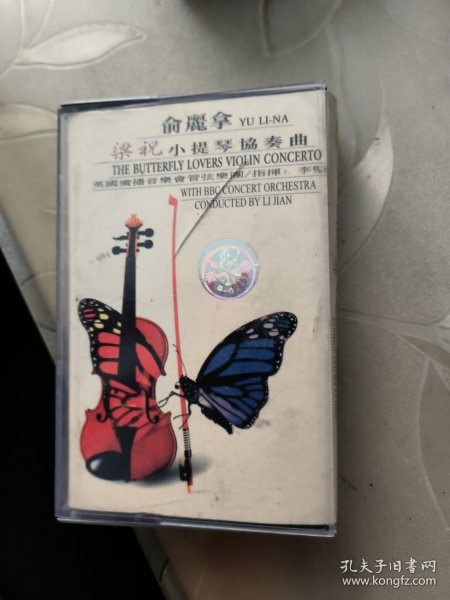 俞麗拿 YU LI-NA
梁祝小提琴協奏曲
THE BUTTERFLY LOVERS VIOLIN CONCERTO
英國廣播音樂會管弦樂團/指揮: 李堅
WITH BBC CONCERT ORCHESTRA
CONDUCTED BY LI JIAN
孔夫子旧书网
www.kongfz.com